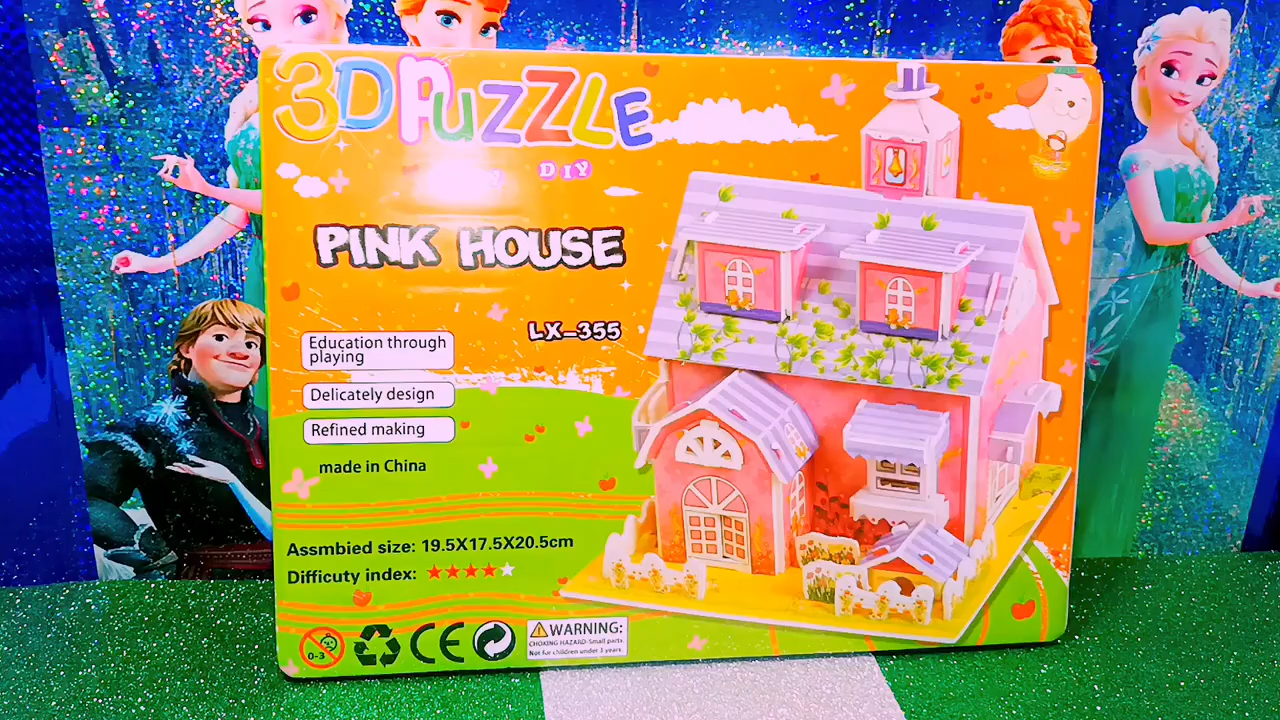 3D PUZZLE
DIY
PINK HOUSE
LX-355
Education through
playing
Delicately design
Refined making
made in China
Assmbied size: 19.5X17.5X20.5cm
Difficuty index:
0-3
CE
WARNING:
CHOKING HAZARD-Small parts.
Not for children under 3 years.